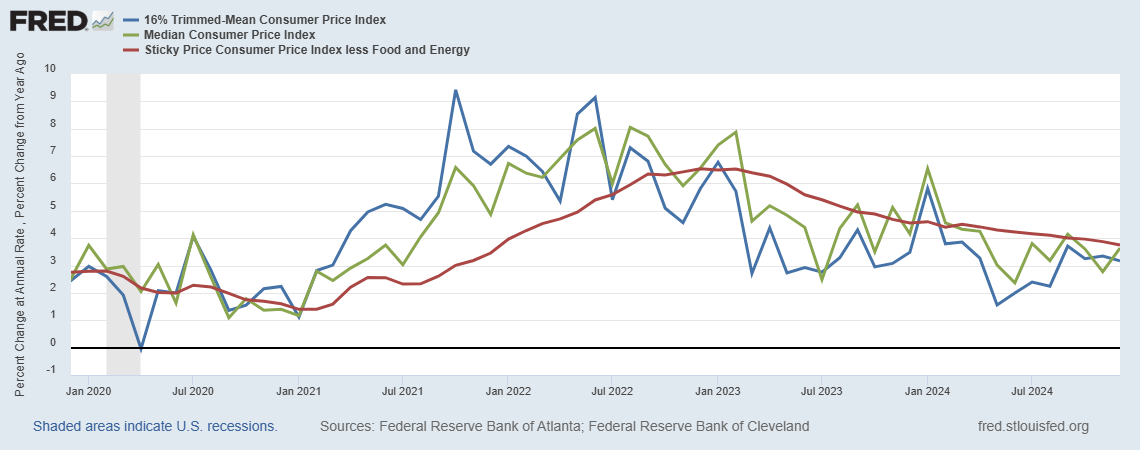 FRED
16% Trimmed-Mean Consumer Price Index
Median Consumer Price Index
Sticky Price Consumer Price Index less Food and Energy
Percent Change at Annual Rate , Percent Change from Year Ago
10
9
8
7
6
5
4
3
2
1
0
-1
Jan 2020 Jul 2020 Jan 2021 Jul 2021 Jan 2022 Jul 2022 Jan 2023 Jul 2023 Jan 2024 Jul 2024
Shaded areas indicate U.S. recessions. Sources: Federal Reserve Bank of Atlanta; Federal Reserve Bank of Cleveland fred.stlouisfed.org